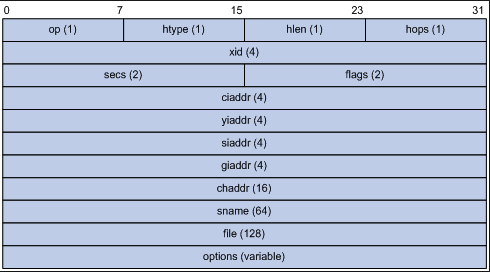 0 7 15 23 31
op (1) htype (1) hlen (1) hops (1)
xid (4)
secs (2) flags (2)
ciaddr (4)
yiaddr (4)
siaddr (4)
giaddr (4)
chaddr (16)
sname (64)
file (128)
options (variable)